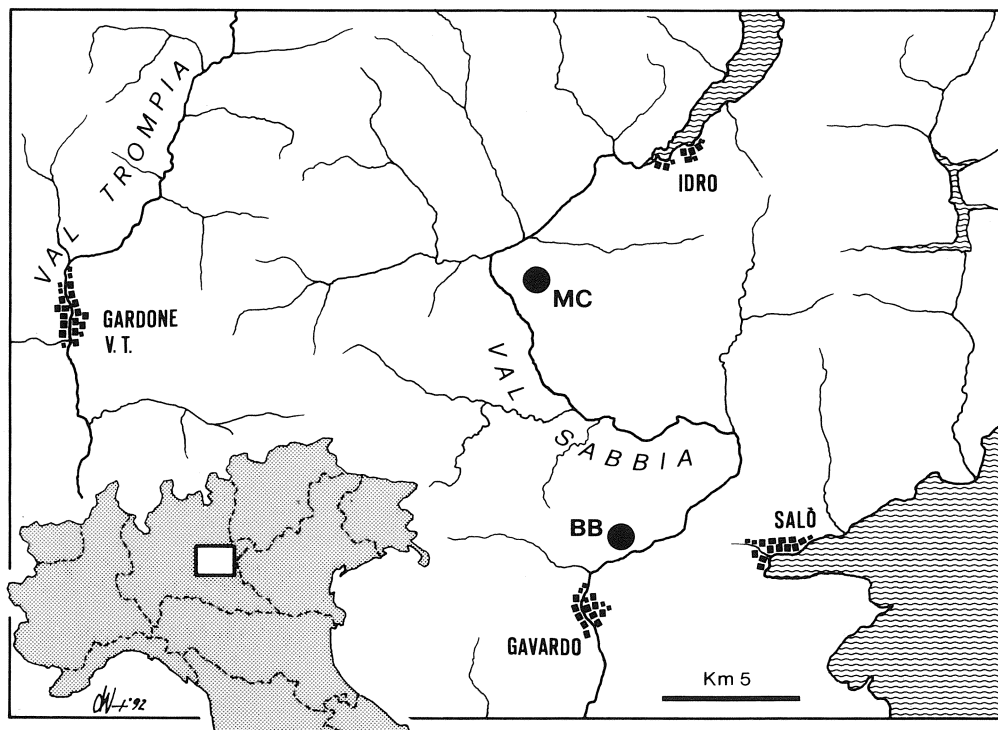 VAL TROMPIA
IDRO
MC
GARDONE
V. T.
VAL
SABBIA
BB
SALÒ
GAVARDO
Km 5